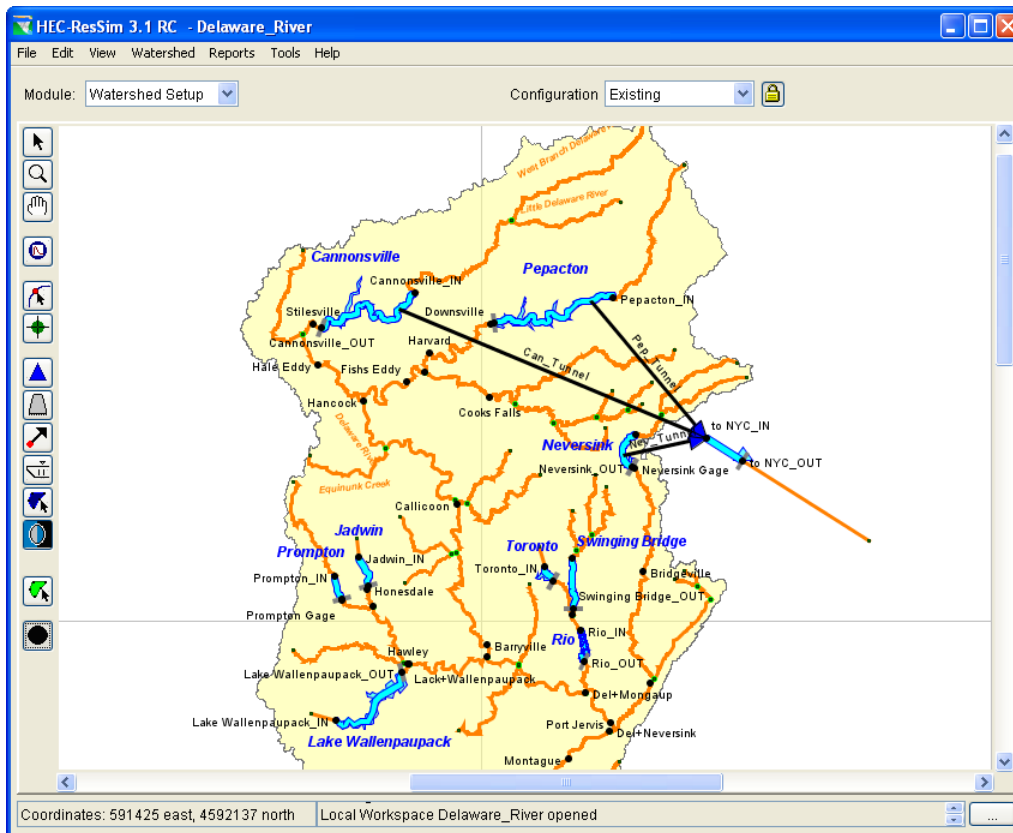 HEC-ResSim 3.1 RC - Delaware_River
File Edit View Watershed Reports Tools Help
Module: Watershed Setup
Configuration Existing
West Branch Delaware
Little Delaware River
Cannonsville
Cannonsville_IN
Pepacton
Pepacton_IN
Stilesville
Downsville
Cannonsville_OUT
Harvard
Hale Eddy
Fishs Eddy
Can_Tunnel
Pep_Tunnel
Hancock
Cooks Falls
to NYC_IN
Neversink
to NYC_OUT
Neversink_OUT
Neversink Gage
Equinunk Creek
Callicoon
Jadwin
Prompton
Toronto
Swinging Bridge
Jadwin_IN
Toronto_IN
Prompton_IN
Bridgeville
Honesdale
Swinging Bridge_OUT
Prompton Gage
Rio
Rio_IN
Barryville
Hawley
Rio_OUT
Lake Wallenpaupack_OUT
Lack+Wallenpaupack
Del+Mongaup
Lake Wallenpaupack_IN
Port Jervis
Del+Neversink
Lake Wallenpaupack
Montague
Coordinates: 591425 east, 4592137 north
Local Workspace Delaware_River opened
...